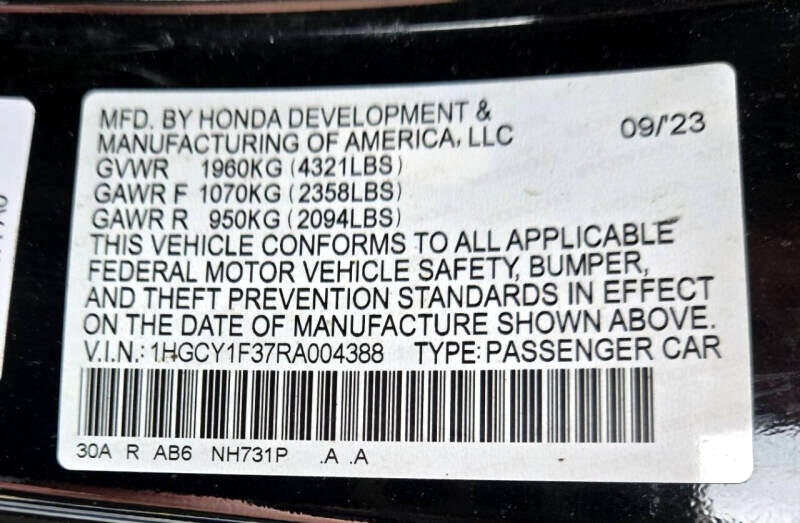 MFD. BY HONDA DEVELOPMENT &
MANUFACTURING OF AMERICA, LLC 09/'23
GVWR 1960KG (4321LBS)
GAWR F 1070KG (2358LBS)
GAWR R 950KG (2094LBS)
THIS VEHICLE CONFORMS TO ALL APPLICABLE
FEDERAL MOTOR VEHICLE SAFETY, BUMPER,
AND THEFT PREVENTION STANDARDS IN EFFECT
ON THE DATE OF MANUFACTURE SHOWN ABOVE.
V.I.N.: 1HGCY1F37RA004388 TYPE: PASSENGER CAR
30A R AB6 NH731P .A .A